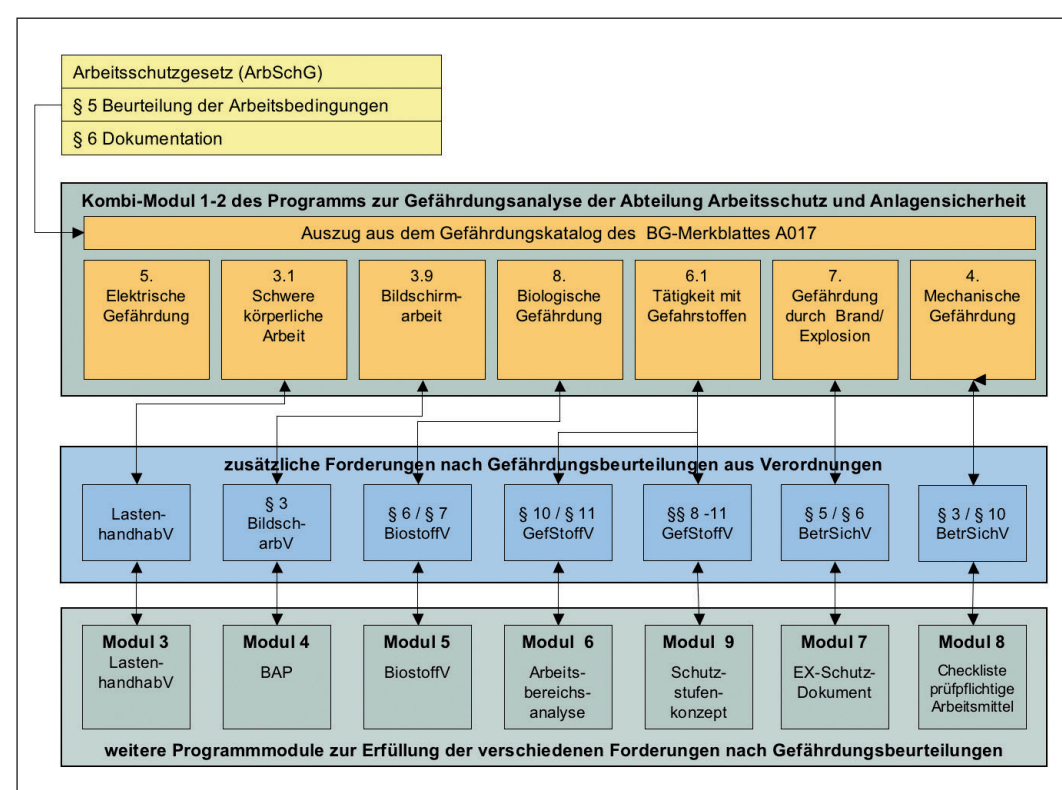 Arbeitsschutzgesetz (ArbSchG)
§ 5 Beurteilung der Arbeitsbedingungen
§ 6 Dokumentation
Kombi-Modul 1-2 des Programms zur Gefährdungsanalyse der Abteilung Arbeitsschutz und Anlagensicherheit
Auszug aus dem Gefährdungskatalog des BG-Merkblattes A017
5.
Elektrische
Gefährdung
3.1
Schwere
körperliche
Arbeit
3.9
Bildschirm-
arbeit
8.
Biologische
Gefährdung
6.1
Tätigkeit mit
Gefahrstoffen
7.
Gefährdung
durch Brand/
Explosion
4.
Mechanische
Gefährdung
zusätzliche Forderungen nach Gefährdungsbeurteilungen aus Verordnungen
Lasten-
handhabV
§ 3
Bildsch-
arbV
§ 6 / § 7
BiostoffV
§ 10 / § 11
GefStoffV
§§ 8 -11
GefStoffV
§ 5 / § 6
BetrSichV
§ 3 / § 10
BetrSichV
Modul 3
Lasten-
handhabV
Modul 4
BAP
Modul 5
BiostoffV
Modul 6
Arbeits-
bereichs-
analyse
Modul 9
Schutz-
stufen-
konzept
Modul 7
EX-Schutz-
Dokument
Modul 8
Checkliste
prüfpflichtige
Arbeitsmittel
weitere Programmmodule zur Erfüllung der verschiedenen Forderungen nach Gefährdungsbeurteilungen